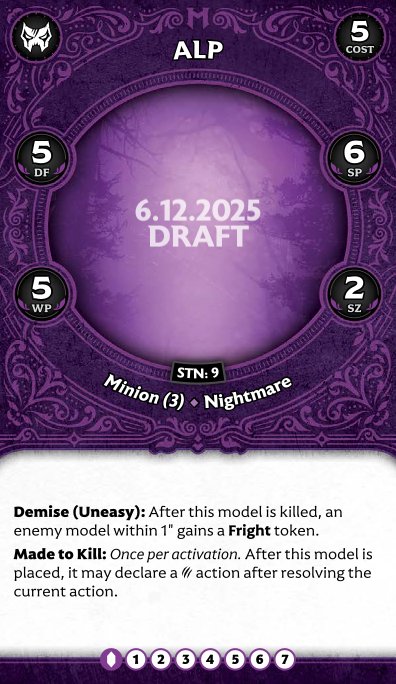 ALP
5
COST
5
DF
6
SP
6.12.2025
DRAFT
5
WP
2
SZ
STN: 9
Minion (3) ◆ Nightmare
Demise (Uneasy): After this model is killed, an
enemy model within 1" gains a Fright token.
Made to Kill: Once per activation. After this model is
placed, it may declare a action after resolving the
current action.
1 2 3 4 5 6 7